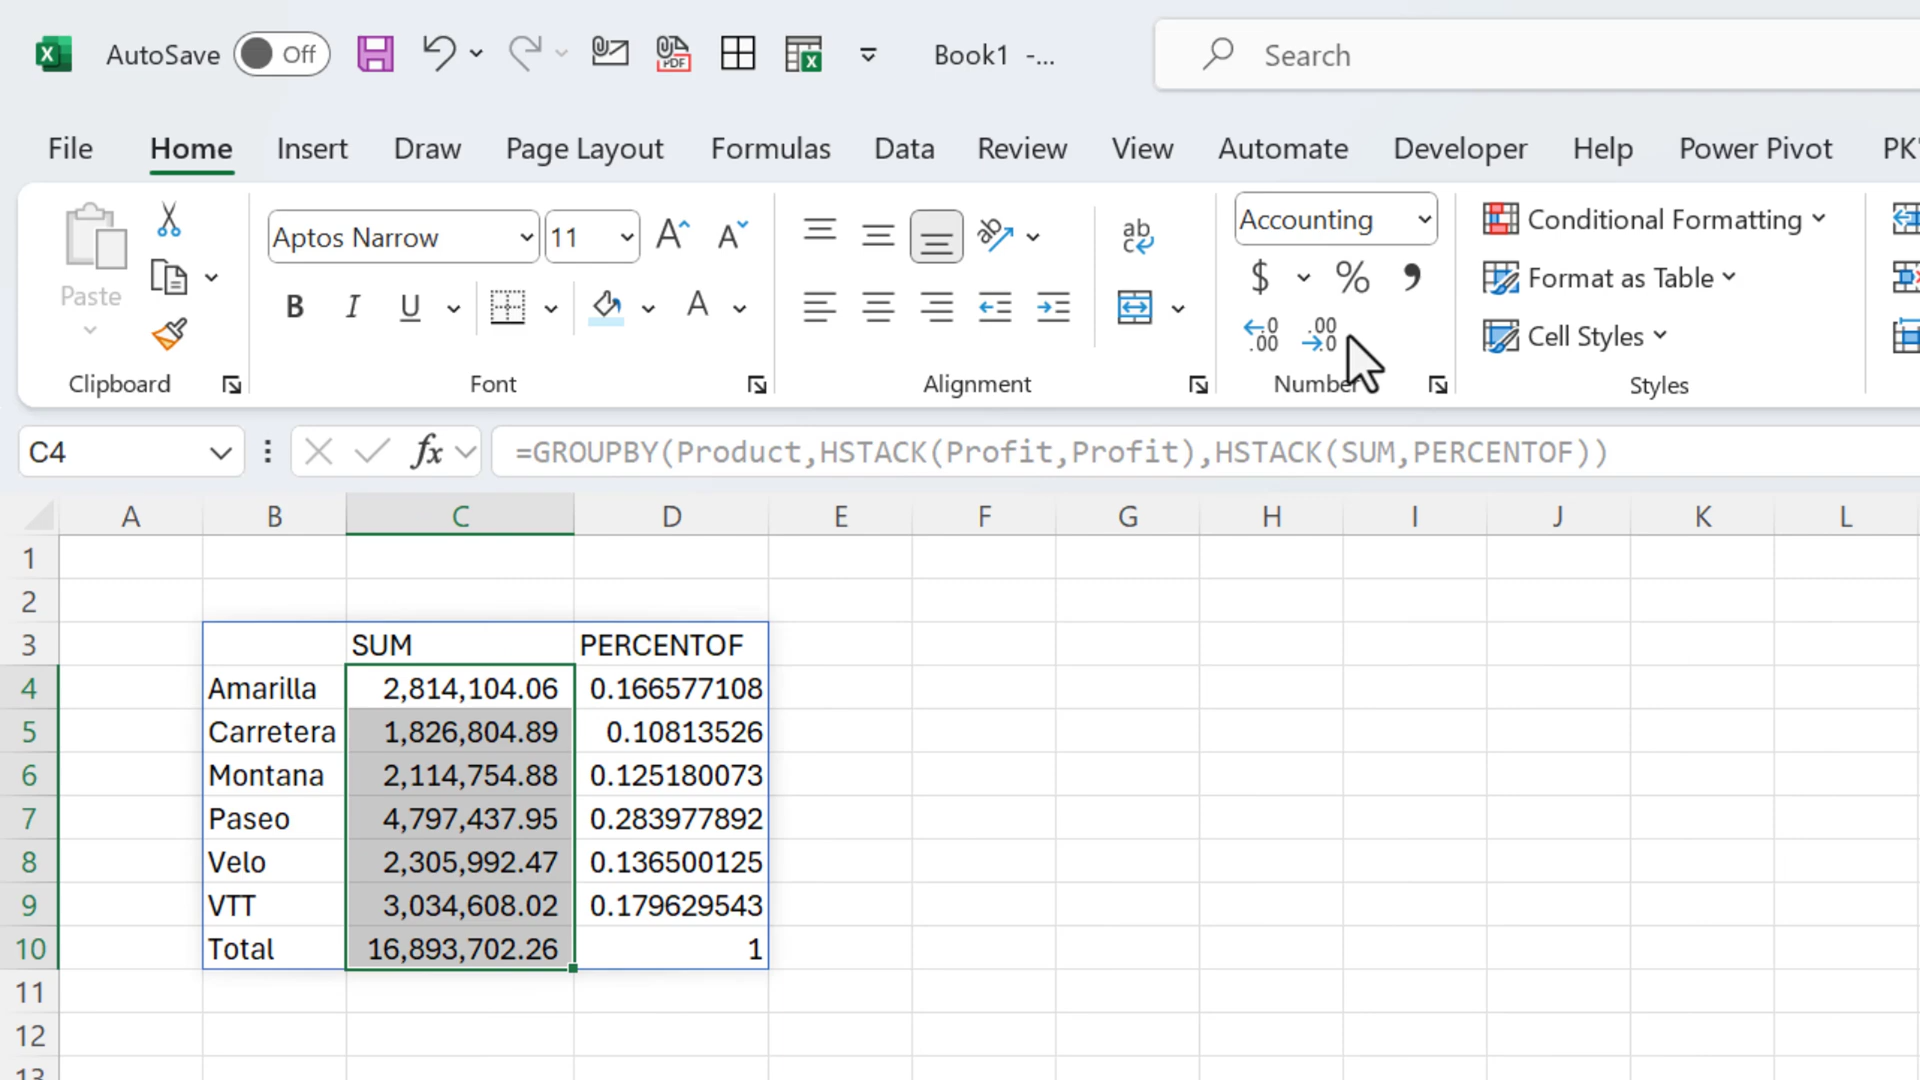 AutoSave Off PDF Book1 -... Search
File Home Insert Draw Page Layout Formulas Data Review View Automate Developer Help Power Pivot PK'
Paste Aptos Narrow 11 Accounting Conditional Formatting
$ % , Format as Table
B I U A Cell Styles
Clipboard Font Alignment Number Styles
C4 fx =GROUPBY(Product,HSTACK(Profit,Profit),HSTACK(SUM,PERCENTOF))
A B C D E F G H I J K L
1
2
3 SUM PERCENTOF
4 Amarilla 2,814,104.06 0.166577108
5 Carretera 1,826,804.89 0.10813526
6 Montana 2,114,754.88 0.125180073
7 Paseo 4,797,437.95 0.283977892
8 Velo 2,305,992.47 0.136500125
9 VTT 3,034,608.02 0.179629543
10 Total 16,893,702.26 1
11
12
13